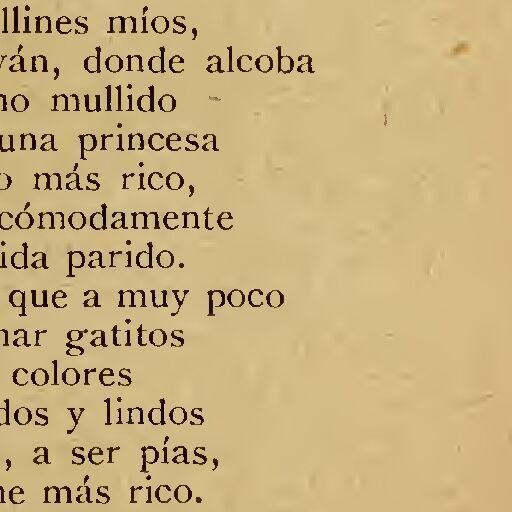 llines míos,
ván, donde alcoba
no mullido
una princesa
o más rico,
cómodamente
ida parido.
que a muy poco
nar gatitos
colores
dos y lindos
, a ser pías,
ne más rico.